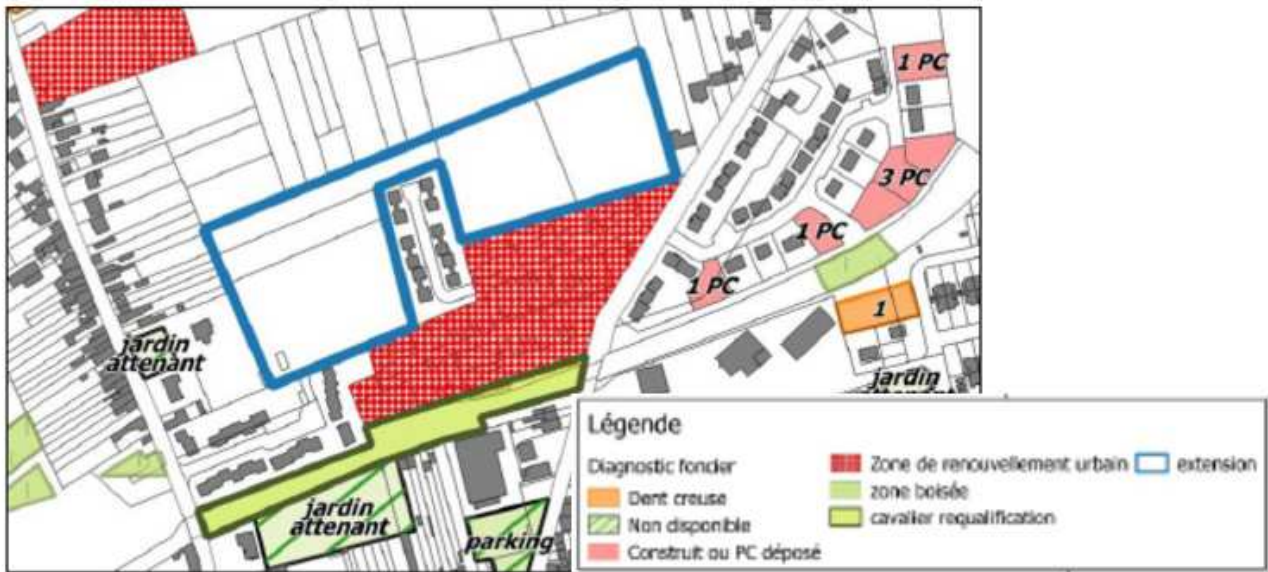 1 PC
3 PC
1 PC
1 PC
1
jardin
attenant
jardin
jardin
attenant
parking
Légende
Diagnostic foncier
Dent creuse
Non disponible
Construit ou PC déposé
Zone de renouvellement urbain
zone boisée
cavalier requalification
extension